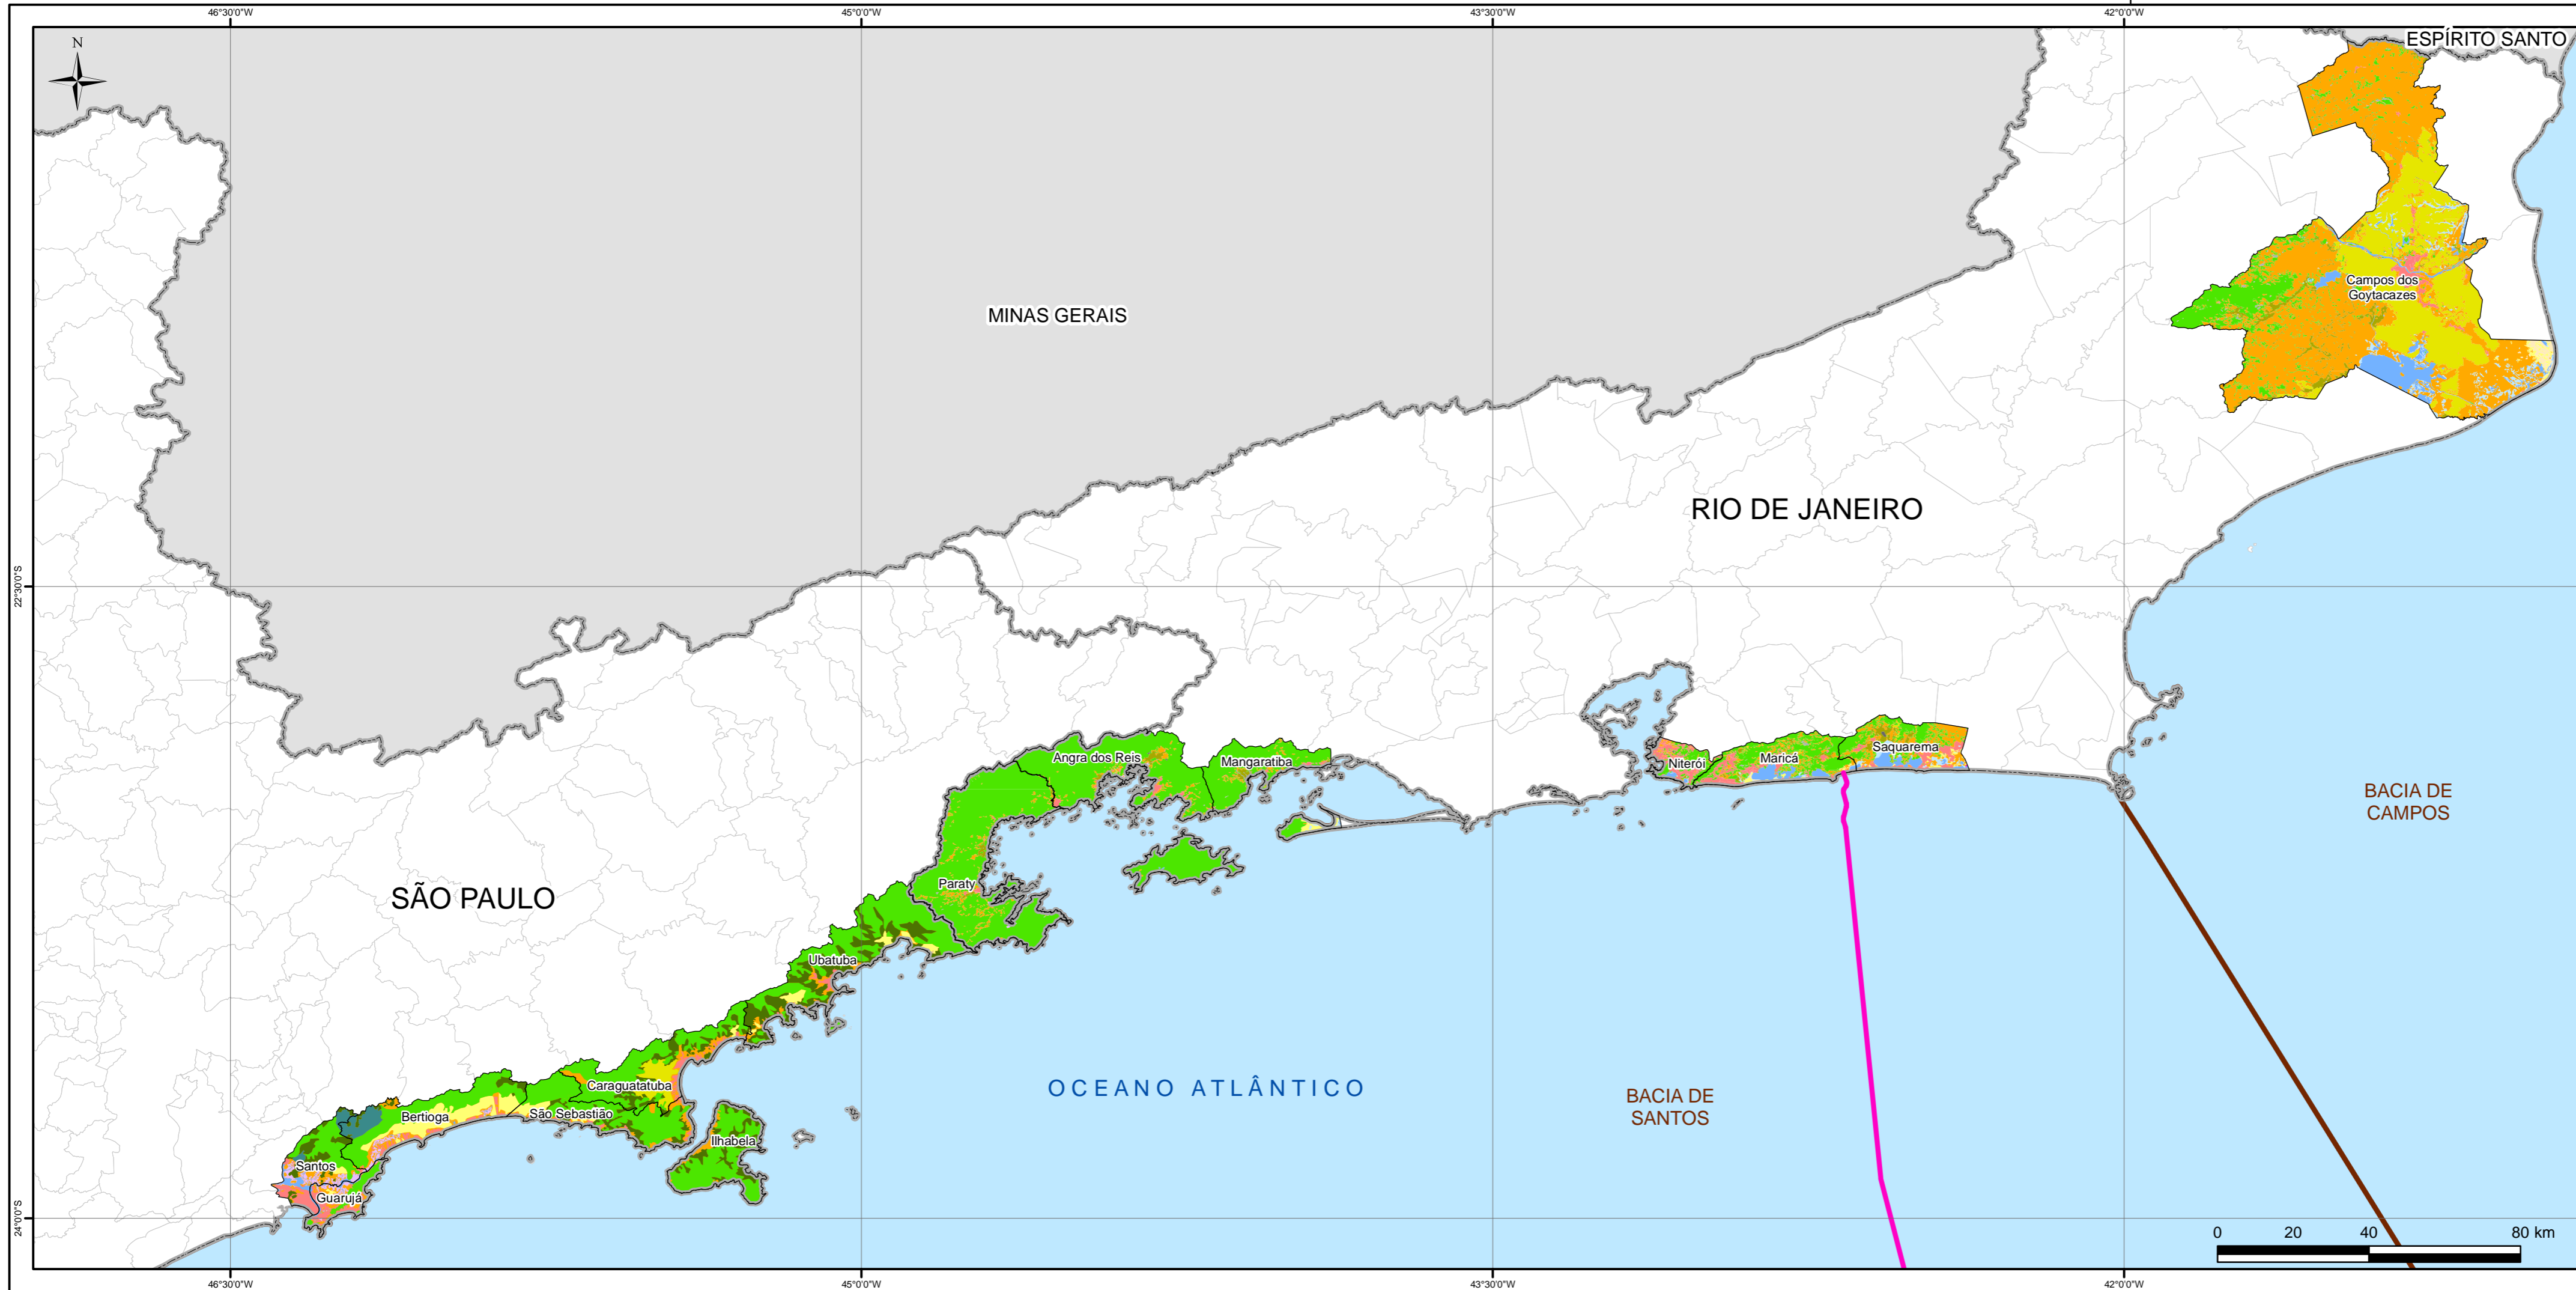 46°30'0"W
45°0'0"W
43°30'0"W
42°0'0"W
N
ESPÍRITO SANTO
MINAS GERAIS
Campos dos
Goytacazes
RIO DE JANEIRO
22°30'0"S
Angra dos Reis
Mangaratiba
Niterói
Maricá
Saquarema
BACIA DE
CAMPOS
SÃO PAULO
Paraty
Ubatuba
Caraguatatuba
OCEANO ATLÂNTICO
BACIA DE
SANTOS
Bertioga
São Sebastião
Ilhabela
Santos
Guarujá
24°0'0"S
0 20 40 80 km
46°30'0"W
45°0'0"W
43°30'0"W
42°0'0"W